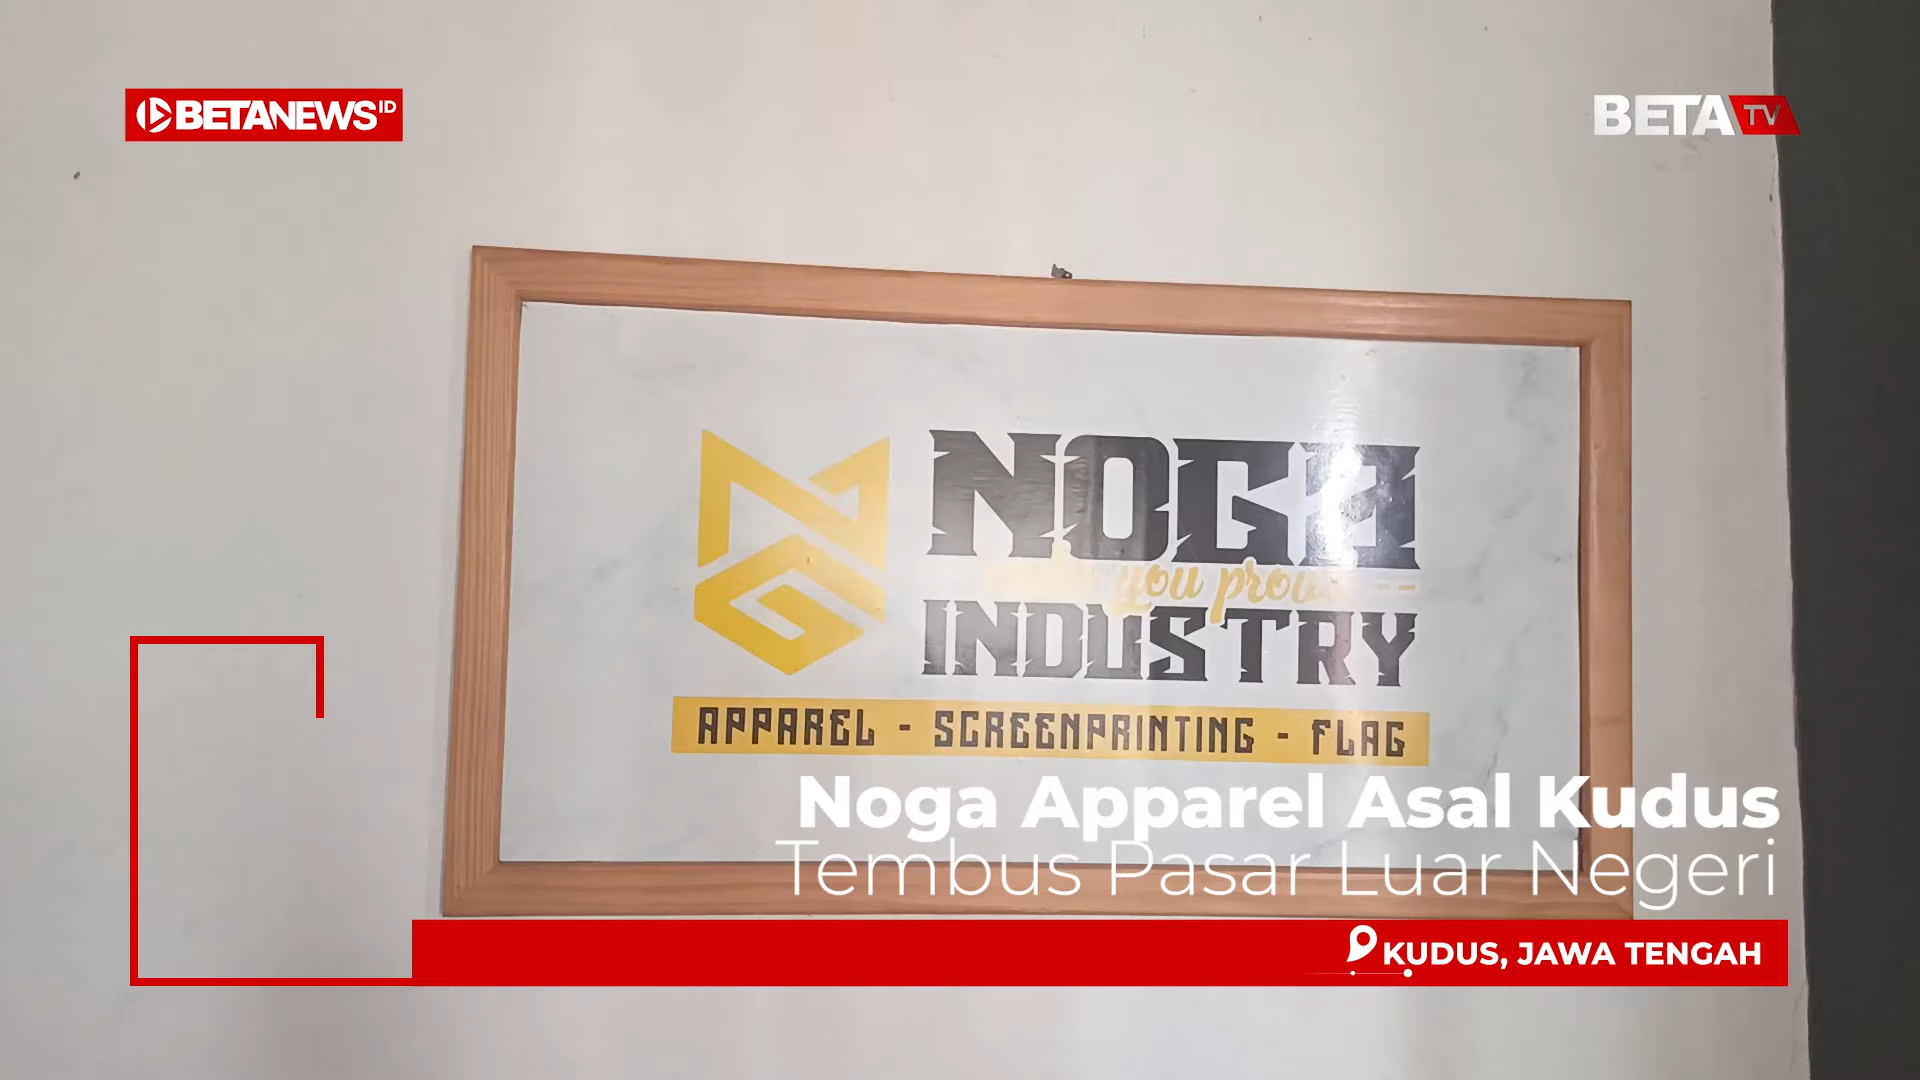 BETANEWS ID
BETA TV
NOGA
you
INDUSTRY
APPAREL - SCREENPRINTING - FLAG
Noga Apparel Asal Kudus
Tembus Pasar Luar Negeri
KUDUS, JAWA TENGAH